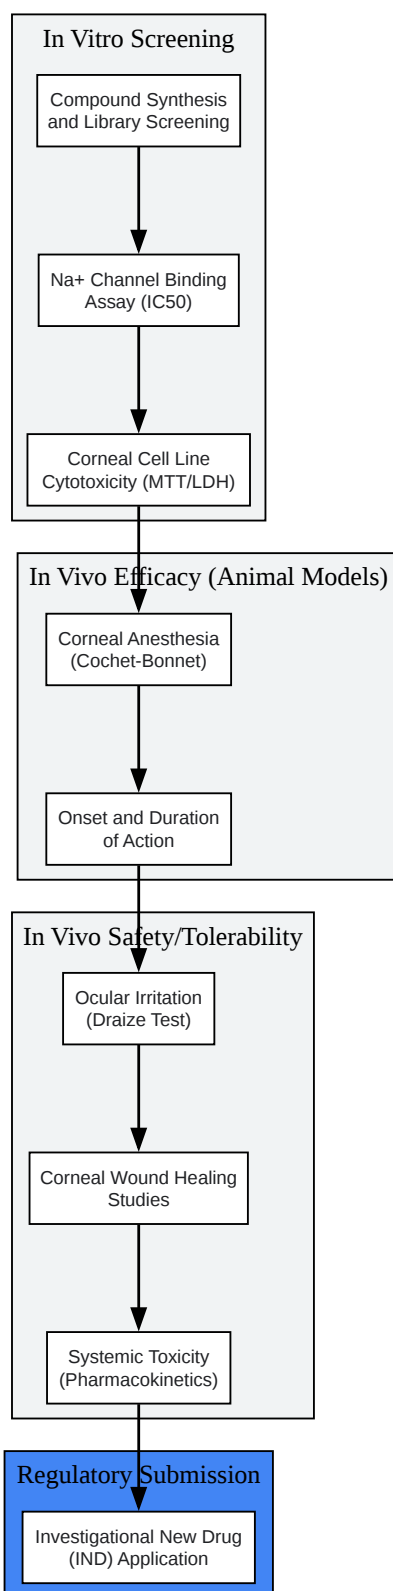 In Vitro Screening
Compound Synthesis
and Library Screening
Na+ Channel Binding
Assay (IC50)
Corneal Cell Line
Cytotoxicity (MTT/LDH)
In Vivo Efficacy (Animal Models)
Corneal Anesthesia
(Cochet-Bonnet)
Onset and Duration
of Action
In Vivo Safety/Tolerability
Ocular Irritation
(Draize Test)
Corneal Wound Healing
Studies
Systemic Toxicity
(Pharmacokinetics)
Regulatory Submission
Investigational New Drug
(IND) Application